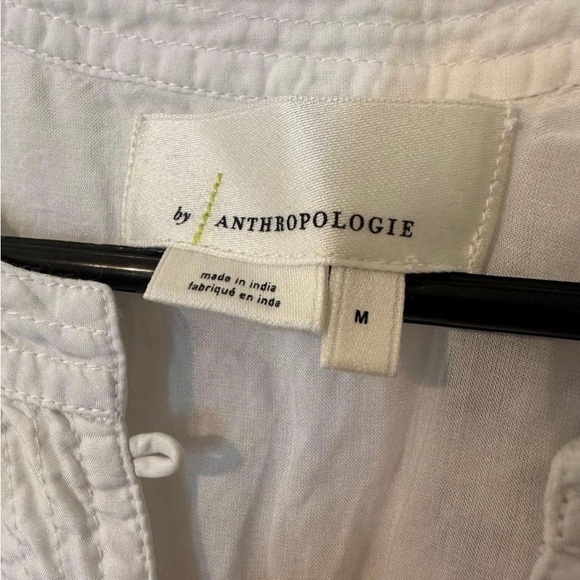 by ANTHROPOLOGIE
made in india
fabriqué en inde
M